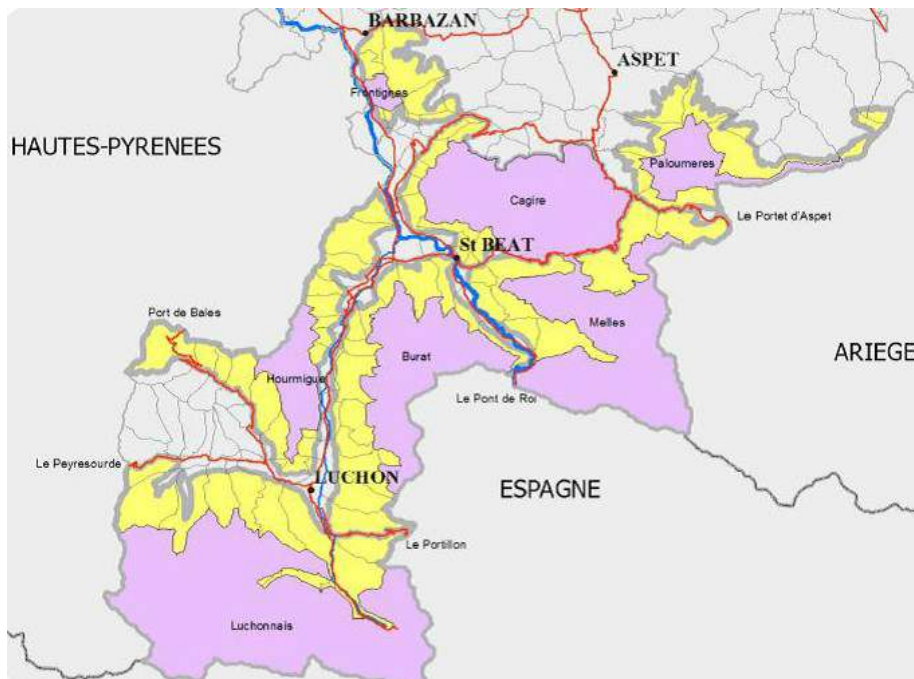 BARBAZAN
ASPET
Frontignes
HAUTES-PYRENEES
Paloumeres
Cagire
Le Portet d'Aspet
St BEAT
Port de Bales
Melles
Burat
ARIEGE
Hourmigue
Le Pont de Roi
Le Peyresourde
LUCHON
ESPAGNE
Le Portillon
Luchonnais